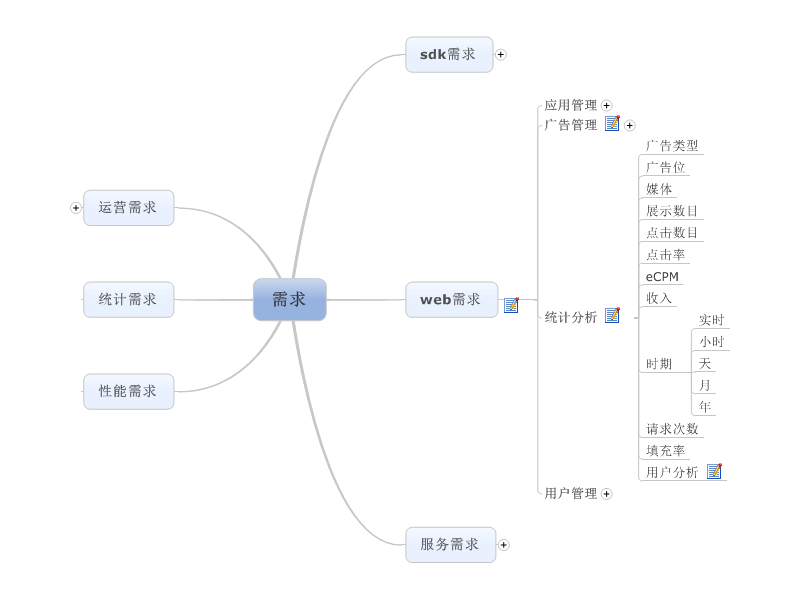 需求
sdk需求
web需求
应用管理
广告管理
统计分析
广告类型
广告位
媒体
展示数目
点击数目
点击率
eCPM
收入
时期
实时
小时
天
月
年
请求次数
填充率
用户分析
用户管理
服务需求
运营需求
统计需求
性能需求